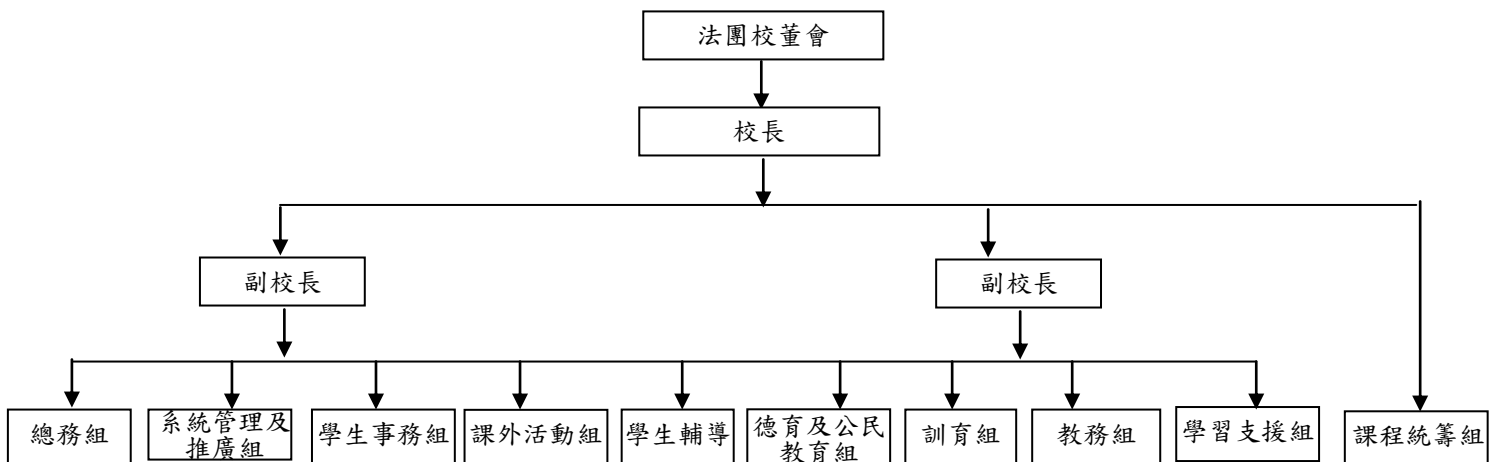 法團校董會
校長
副校長
副校長
總務組
系統管理及
推廣組
學生事務組
課外活動組
學生輔導
德育及公民
教育組
訓育組
教務組
學習支援組
課程統籌組